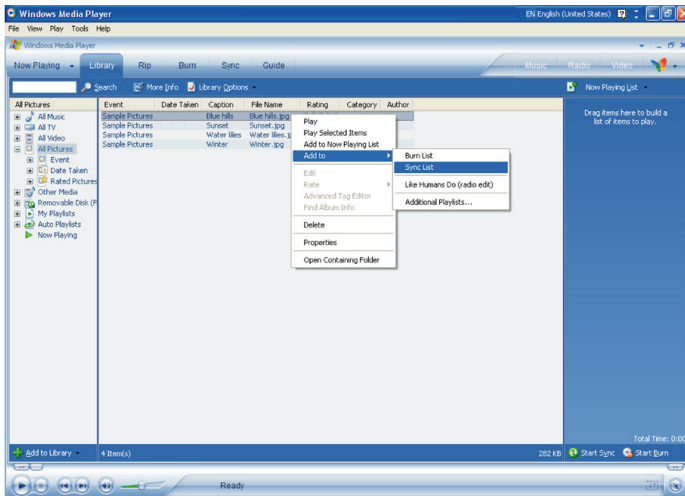 Windows Media Player
EN English (United States)
File View Play Tools Help
Windows Media Player
Now Playing Library Rip Burn Sync Guide Music Radio Video
Search More Info Library Options Now Playing List
All Pictures
All Music
All TV
All Video
All Pictures
Event
Date Taken
Rated Pictures
Other Media
Removable Disk (F
My Playlists
Auto Playlists
Now Playing
Event Date Taken Caption File Name Rating Category Author
Sample Pictures Blue hills Blue hills.jpg
Sample Pictures Sunset Sunset.jpg
Sample Pictures Water lilies Water lilies.jp
Sample Pictures Winter Winter.jpg
Play
Play Selected Items
Add to Now Playing List
Add to
Edit
Rate
Advanced Tag Editor
Find Album Info
Delete
Properties
Open Containing Folder
Burn List
Sync List
Like Humans Do (radio edit)
Additional Playlists...
Drag items here to build a
list of items to play.
Total Time: 0:00
Add to Library 4 Item(s) 282 KB Start Sync Start Burn
Ready